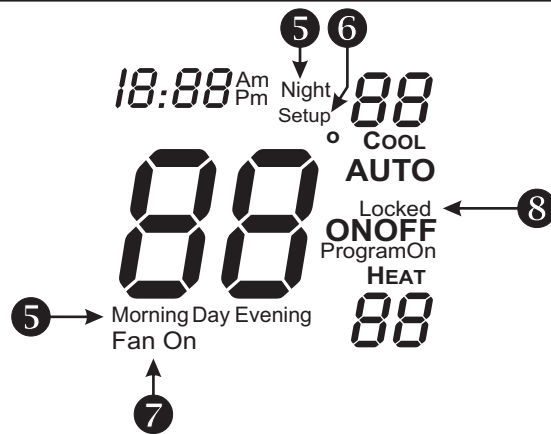 5 6
18:88 Am Pm Night 88
Setup
° COOL
AUTO
88
Locked 8
ONOFF
ProgramOn
HEAT
5 Morning Day Evening 88
Fan On
7